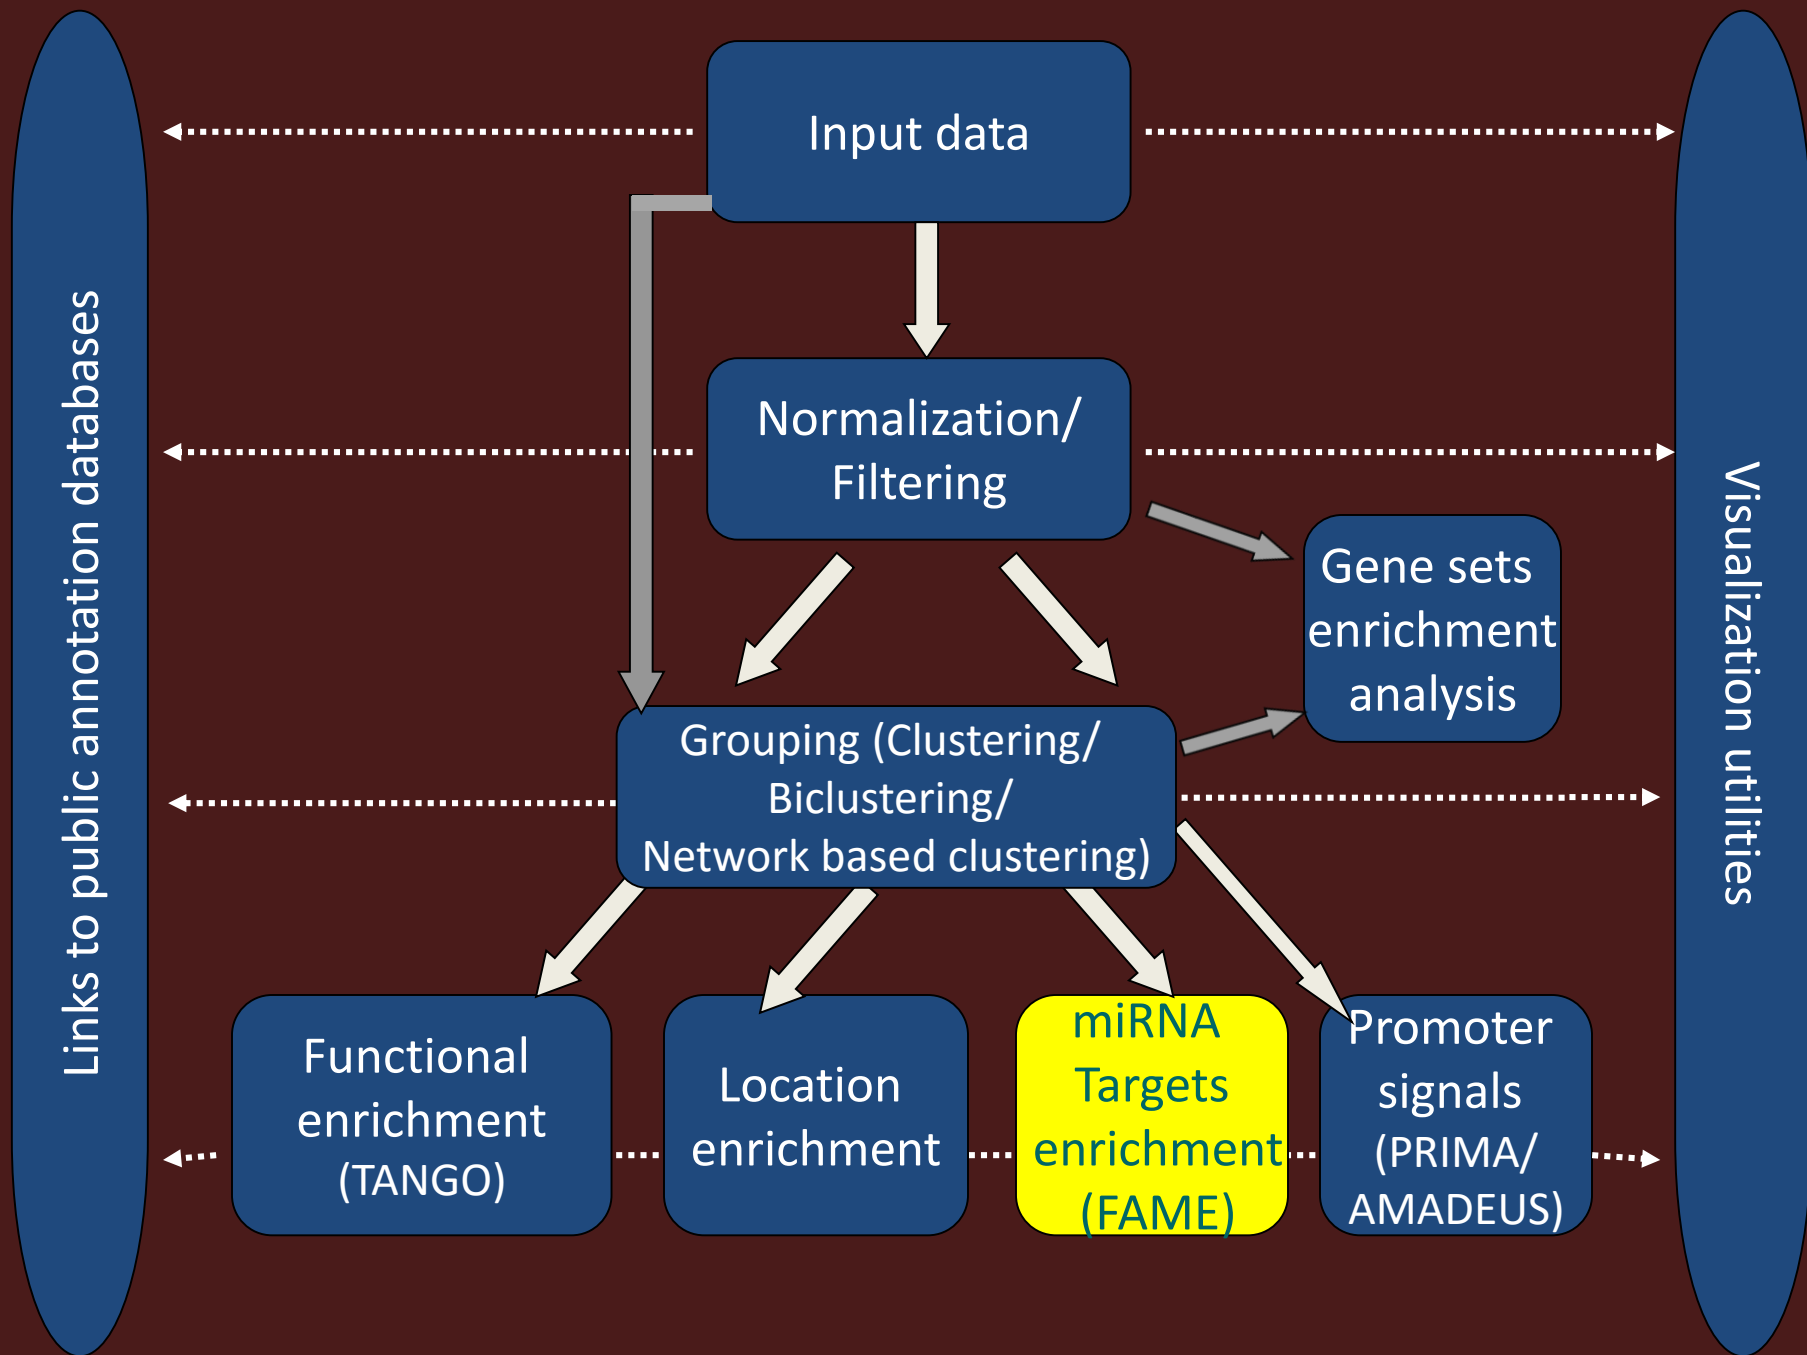 Input data
Links to public annotation databases
Normalization/
Filtering
Visualization utilities
Gene sets
enrichment
analysis
Grouping (Clustering/
Biclustering/
Network based clustering)
Functional
enrichment
(TANGO)
Location
enrichment
miRNA
Targets
enrichment
(FAME)
Promoter
signals
(PRIMA/
AMADEUS)